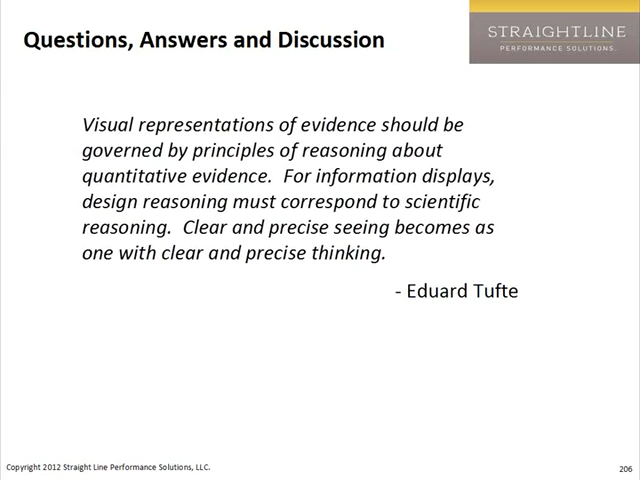 Questions, Answers and Discussion
STRAIGHTLINE
PERFORMANCE SOLUTIONS.
Visual representations of evidence should be
governed by principles of reasoning about
quantitative evidence.  For information displays,
design reasoning must correspond to scientific
reasoning.  Clear and precise seeing becomes as
one with clear and precise thinking.
- Eduard Tufte
Copyright 2012 Straight Line Performance Solutions, LLC.
206